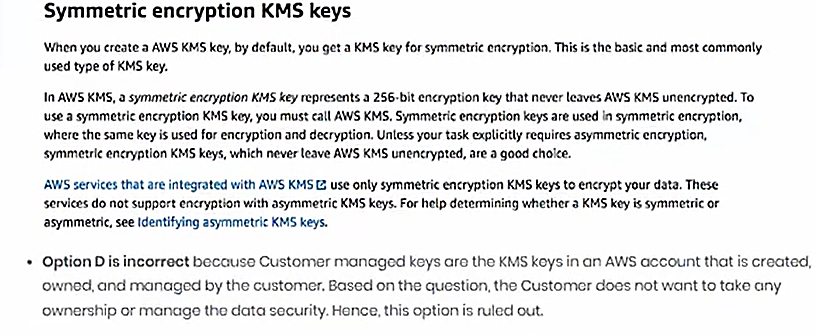 Symmetric encryption KMS keys
When you create a AWS KMS key, by default, you get a KMS key for symmetric encryption. This is the basic and most commonly
used type of KMS key.
In AWS KMS, a symmetric encryption KMS key represents a 256-bit encryption key that never leaves AWS KMS unencrypted. To
use a symmetric encryption KMS key, you must call AWS KMS. Symmetric encryption keys are used in symmetric encryption,
where the same key is used for encryption and decryption. Unless your task explicitly requires asymmetric encryption,
symmetric encryption KMS keys, which never leave AWS KMS unencrypted, are a good choice.
AWS services that are integrated with AWS KMS use only symmetric encryption KMS keys to encrypt your data. These
services do not support encryption with asymmetric KMS keys. For help determining whether a KMS key is symmetric or
asymmetric, see Identifying asymmetric KMS keys.
• Option D is incorrect because Customer managed keys are the KMS keys in an AWS account that is created,
owned, and managed by the customer. Based on the question, the Customer does not want to take any
ownership or manage the data security. Hence, this option is ruled out.